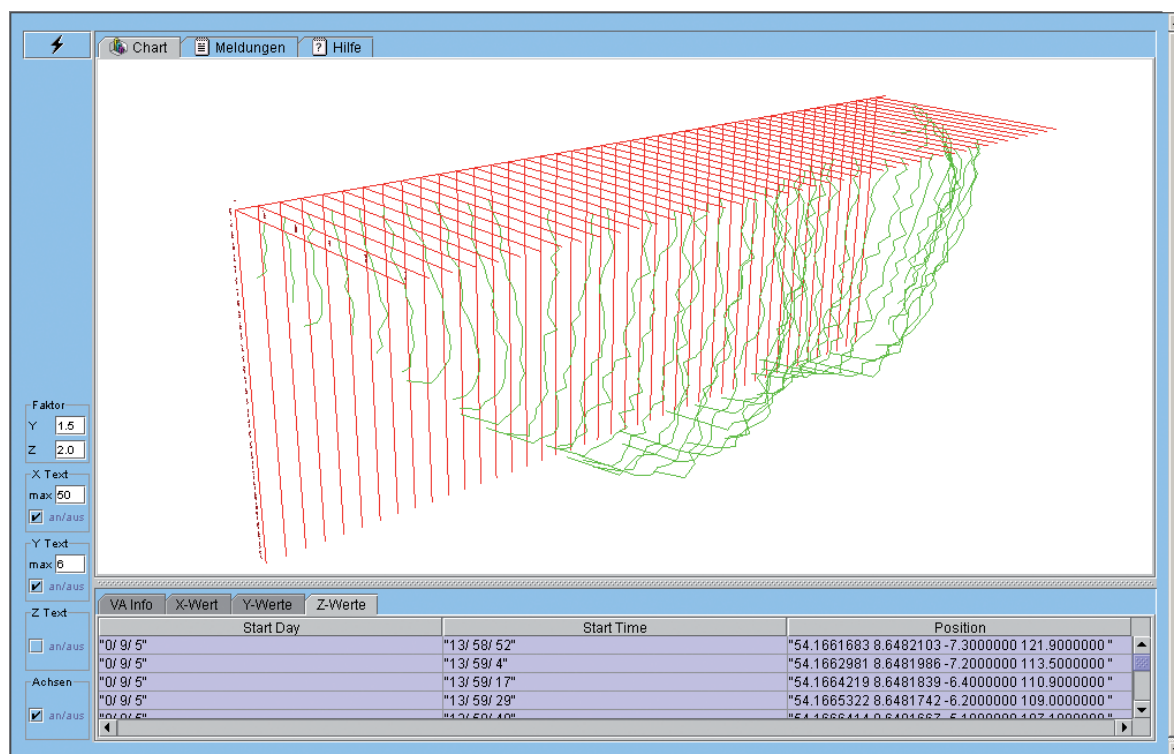 Chart Meldungen Hilfe
Faktor
Y 1.5
Z 2.0
X Text
max 50
an/aus
Y Text
max 6
an/aus
Z Text
an/aus
Achsen
an/aus
VA Info X-Wert Y-Werte Z-Werte
Start Day Start Time Position
"0/ 9/ 5" "13/ 58/ 52" "54.1661683 8.6482103 -7.3000000 121.9000000 "
"0/ 9/ 5" "13/ 59/ 4" "54.1662981 8.6481986 -7.2000000 113.5000000 "
"0/ 9/ 5" "13/ 59/ 17" "54.1664219 8.6481839 -6.4000000 110.9000000 "
"0/ 9/ 5" "13/ 59/ 29" "54.1665322 8.6481742 -6.2000000 109.0000000 "
"0/ 9/ 5"